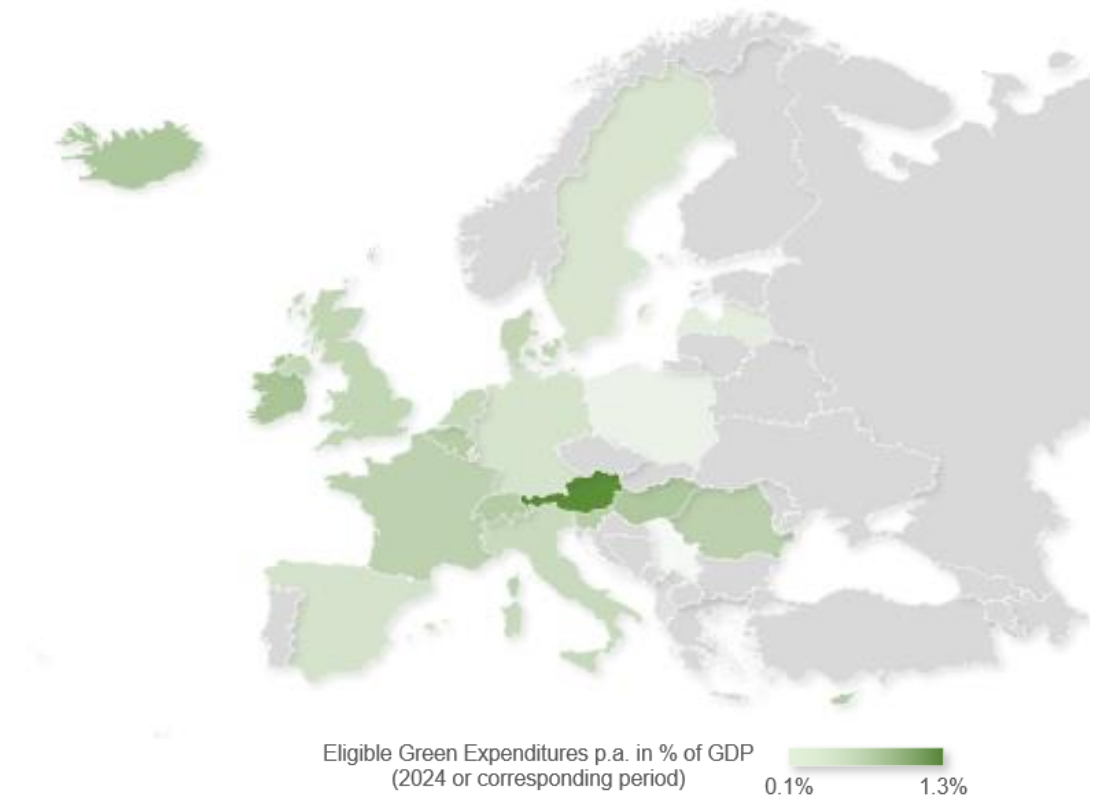 Eligible Green Expenditures p.a. in % of GDP
(2024 or corresponding period)
0.1%
1.3%